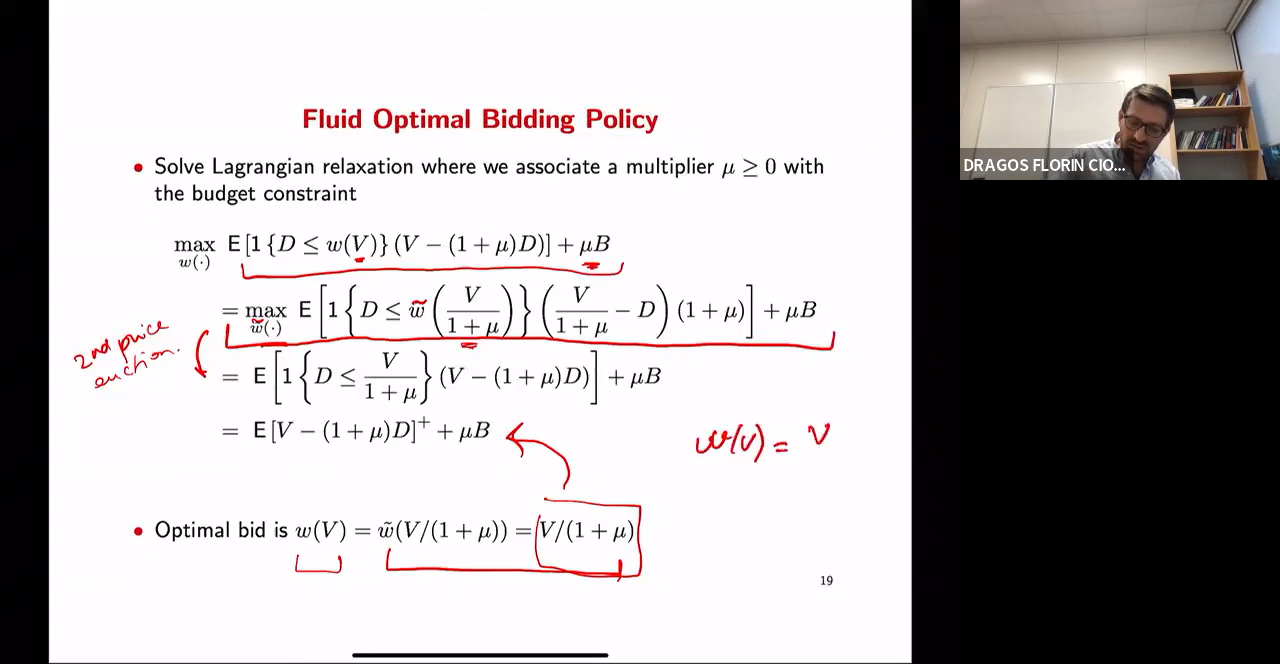 Fluid Optimal Bidding Policy
• Solve Lagrangian relaxation where we associate a multiplier μ ≥ 0 with
the budget constraint
max_{w(·)} E[1{D ≤ w(V)}(V − (1 + μ)D)] + μB
= max_{w̃(·)} E[1{D ≤ w̃(V/(1 + μ))}(V/(1 + μ) − D)(1 + μ)] + μB
2nd price
auction.
= E[1{D ≤ V/(1 + μ)}(V − (1 + μ)D)] + μB
= E[V − (1 + μ)D]⁺ + μB
w(v) = v
• Optimal bid is w(V) = w̃(V/(1 + μ)) = V/(1 + μ)
19
DRAGOS FLORIN CIO...